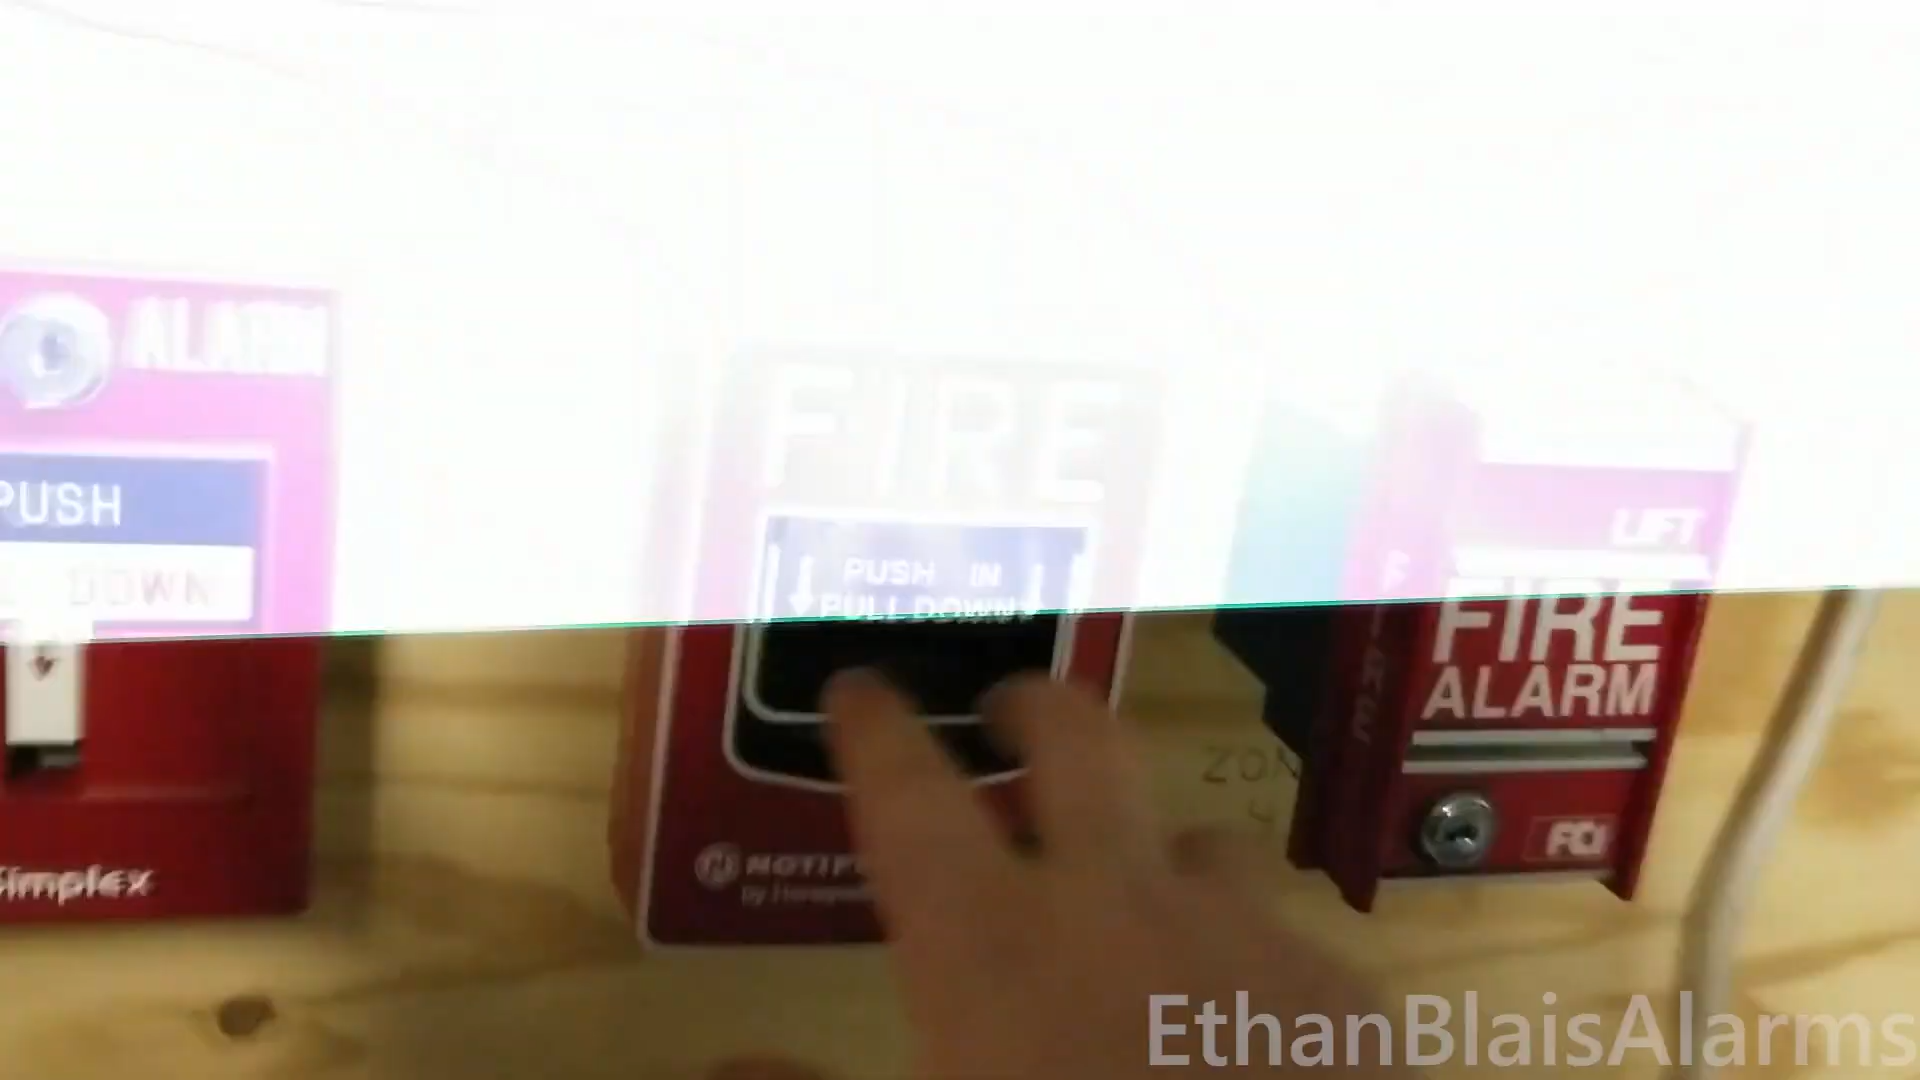 ALARM
PUSH
DOWN
Simplex
FIRE
PUSH IN
PULL DOWN
LIFT
FIRE
ALARM
FCI
EthanBlaisAlarms